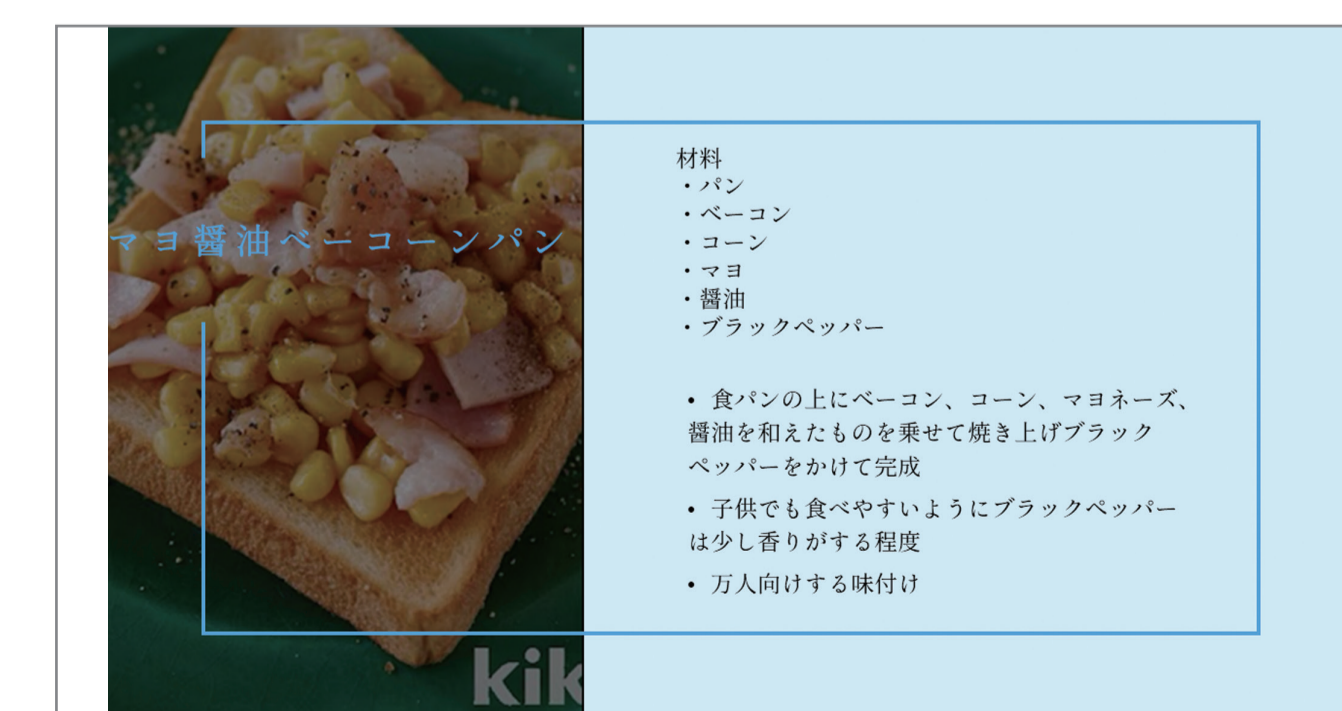 マヨ醤油ベーコーンパン
材料
・パン
・ベーコン
・コーン
・マヨ
・醤油
・ブラックペッパー
• 食パンの上にベーコン、コーン、マヨネーズ、
醤油を和えたものを乗せて焼き上げブラック
ペッパーをかけて完成
• 子供でも食べやすいようにブラックペッパー
は少し香りがする程度
• 万人向けする味付け
kik